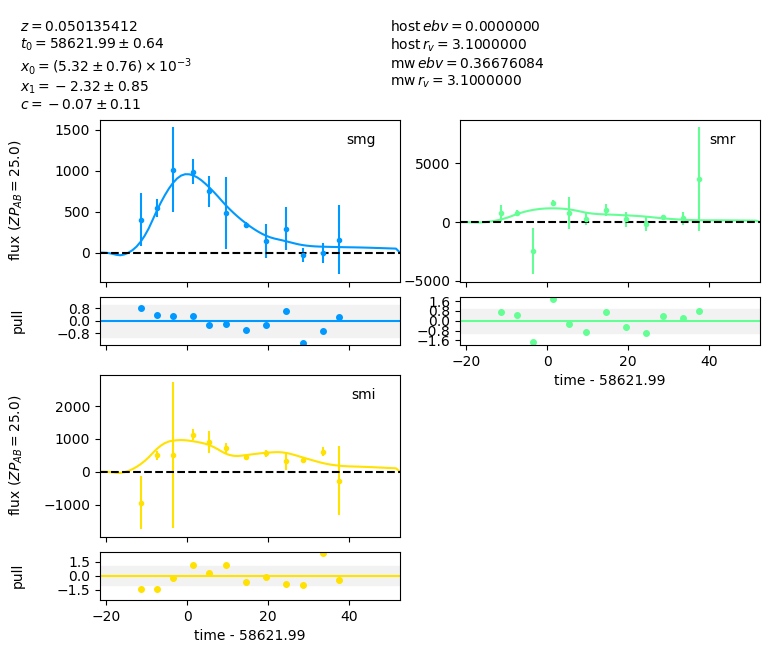 z = 0.050135412
t₀ = 58621.99 ± 0.64
x₀ = (5.32 ± 0.76) × 10⁻³
x₁ = −2.32 ± 0.85
c = −0.07 ± 0.11
host ebv = 0.0000000
host r_v = 3.1000000
mw ebv = 0.36676084
mw r_v = 3.1000000
smg
flux (ZP_AB = 25.0)
1500
1000
500
0
pull
0.8
0.0
−0.8
smr
5000
0
−5000
1.6
0.8
0.0
−0.8
−1.6
−20 0 20 40
time - 58621.99
smi
flux (ZP_AB = 25.0)
2000
1000
0
−1000
pull
1.5
0.0
−1.5
−20 0 20 40
time - 58621.99